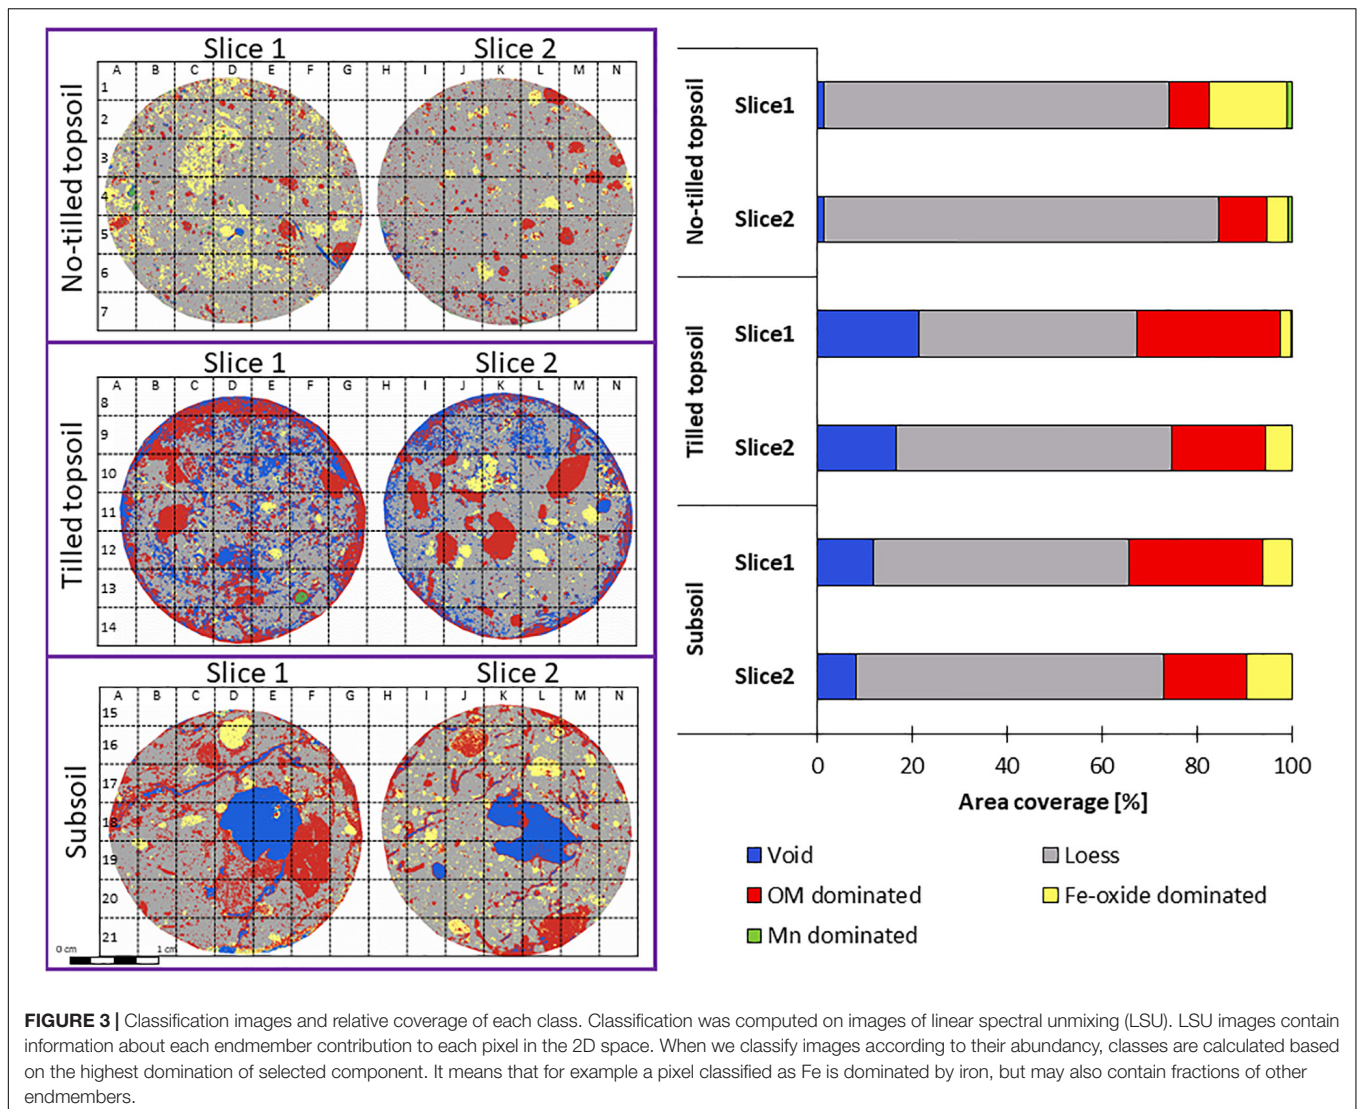 Slice 1 Slice 2
A B C D E F G H I J K L M N
1
2
3
4
5
6
7
No-tilled topsoil
Slice 1 Slice 2
A B C D E F G H I J K L M N
8
9
10
11
12
13
14
Tilled topsoil
Slice 1 Slice 2
A B C D E F G H I J K L M N
15
16
17
18
19
20
21
Subsoil
0 cm 1 cm
No-tilled topsoil
Slice1
Slice2
Tilled topsoil
Slice1
Slice2
Subsoil
Slice1
Slice2
0 20 40 60 80 100
Area coverage [%]
Void Loess
OM dominated Fe-oxide dominated
Mn dominated
FIGURE 3 | Classification images and relative coverage of each class. Classification was computed on images of linear spectral unmixing (LSU). LSU images contain
information about each endmember contribution to each pixel in the 2D space. When we classify images according to their abundancy, classes are calculated based
on the highest domination of selected component. It means that for example a pixel classified as Fe is dominated by iron, but may also contain fractions of other
endmembers.